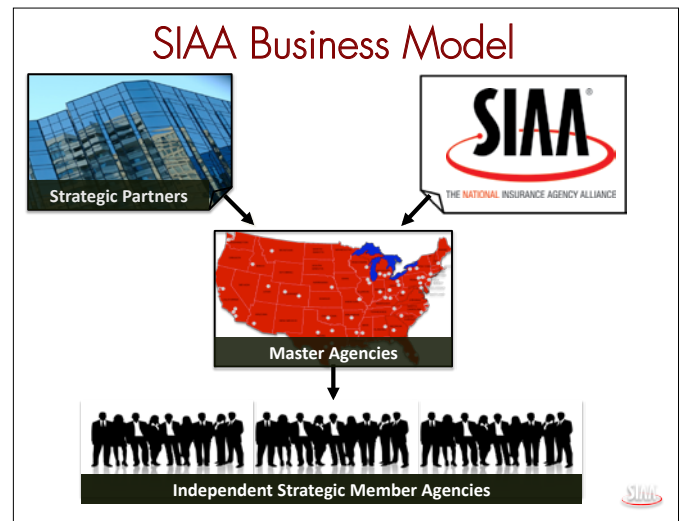 SIAA Business Model
Strategic Partners
SIAA®
THE NATIONAL INSURANCE AGENCY ALLIANCE
Master Agencies
Independent Strategic Member Agencies
SIAA